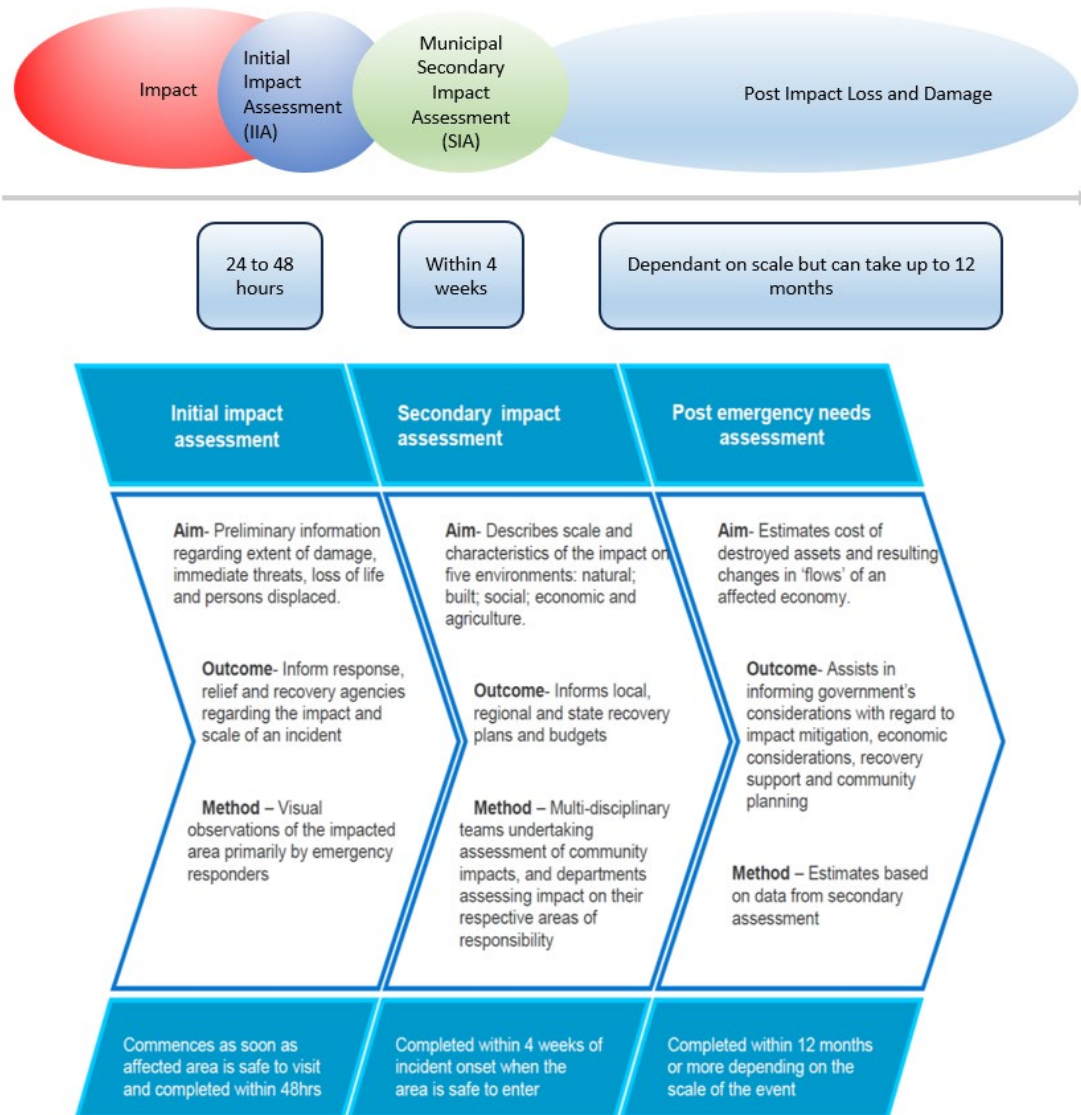 Impact
Initial
Impact
Assessment
(IIA)
Municipal
Secondary
Impact
Assessment
(SIA)
Post Impact Loss and Damage
24 to 48
hours
Within 4
weeks
Dependant on scale but can take up to 12
months
Initial impact
assessment
Secondary impact
assessment
Post emergency needs
assessment
Aim- Preliminary information
regarding extent of damage,
immediate threats, loss of life
and persons displaced.
Outcome- Inform response,
relief and recovery agencies
regarding the impact and
scale of an incident
Method – Visual
observations of the impacted
area primarily by emergency
responders
Aim- Describes scale and
characteristics of the impact on
five environments: natural;
built; social; economic and
agriculture.
Outcome- Informs local,
regional and state recovery
plans and budgets
Method – Multi-disciplinary
teams undertaking
assessment of community
impacts, and departments
assessing impact on their
respective areas of
responsibility
Aim- Estimates cost of
destroyed assets and resulting
changes in ‘flows’ of an
affected economy.
Outcome- Assists in
informing government’s
considerations with regard to
impact mitigation, economic
considerations, recovery
support and community
planning
Method – Estimates based
on data from secondary
assessment
Commences as soon as
affected area is safe to visit
and completed within 48hrs
Completed within 4 weeks of
incident onset when the
area is safe to enter
Completed within 12 months
or more depending on the
scale of the event